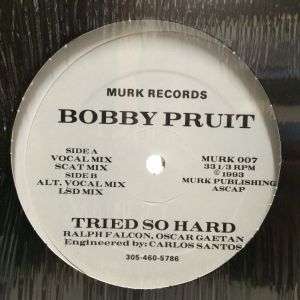 MURK RECORDS
BOBBY PRUIT
SIDE A
VOCAL MIX
SCAT MIX
SIDE B
ALT. VOCAL MIX
LSD MIX
MURK 007
33 1/3 RPM
© 1993
MURK PUBLISHING
ASCAP
TRIED SO HARD
RALPH FALCON, OSCAR GAETAN
Engineered by: CARLOS SANTOS
305-460-5786